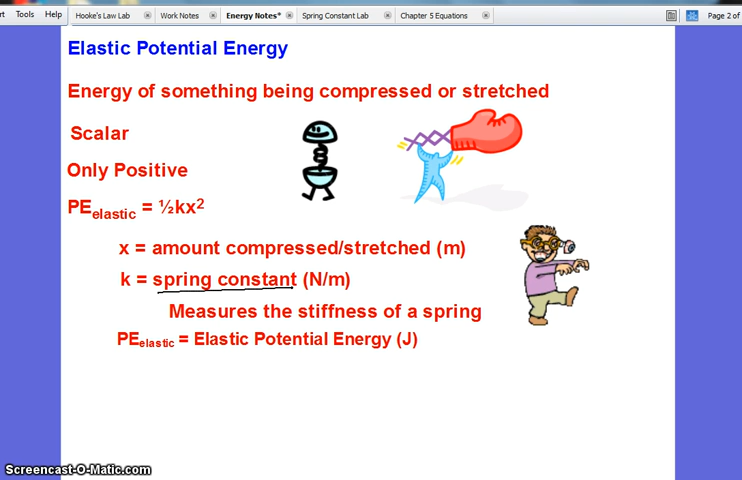 rt Tools Help Hooke's Law Lab Work Notes Energy Notes* Spring Constant Lab Chapter 5 Equations Page 2 of
Elastic Potential Energy
Energy of something being compressed or stretched
Scalar
Only Positive
PEelastic = ½kx²
x = amount compressed/stretched (m)
k = spring constant (N/m)
Measures the stiffness of a spring
PEelastic = Elastic Potential Energy (J)
Screencast-O-Matic.com